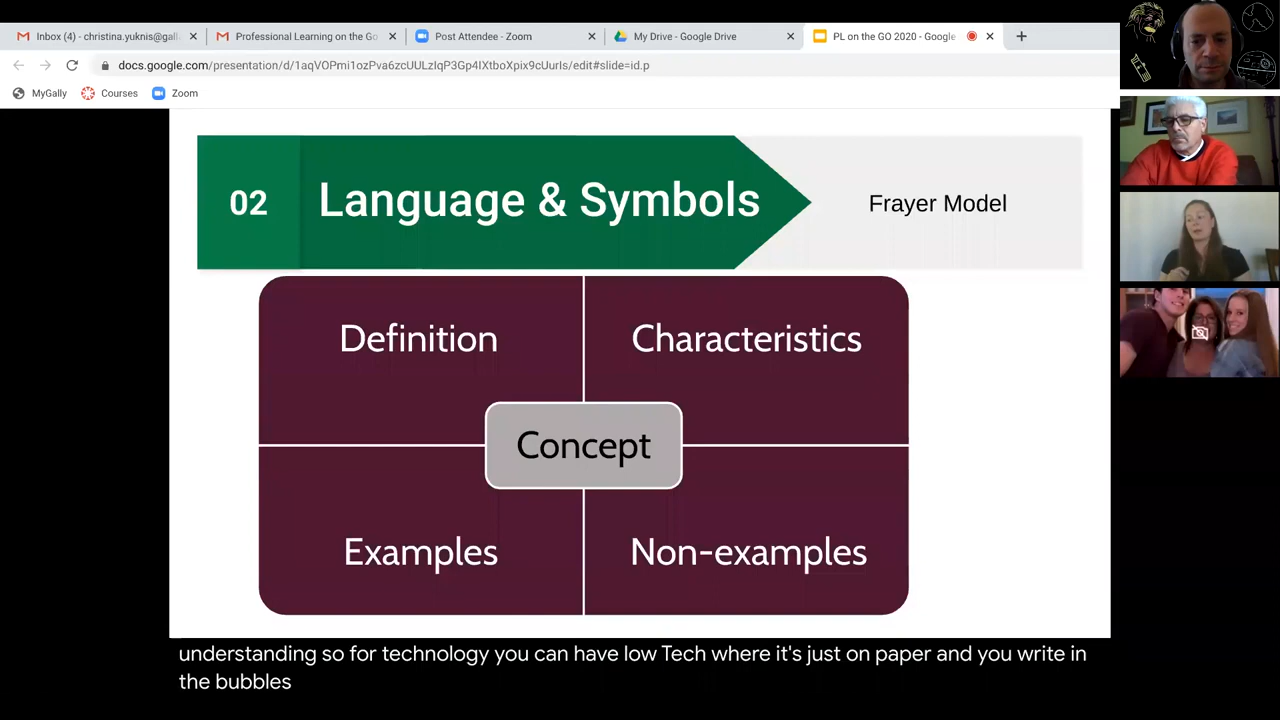 Inbox (4) - christina.yuknis@gall
Professional Learning on the Go
Post Attendee - Zoom
My Drive - Google Drive
PL on the GO 2020 - Google
docs.google.com/presentation/d/1aqVOPmi1ozPva6zcUULzIqP3Gp4IXtboXpix9cUurIs/edit#slide=id.p
MyGally
Courses
Zoom
02
Language & Symbols
Frayer Model
Definition
Characteristics
Concept
Examples
Non-examples
understanding so for technology you can have low Tech where it's just on paper and you write in
the bubbles